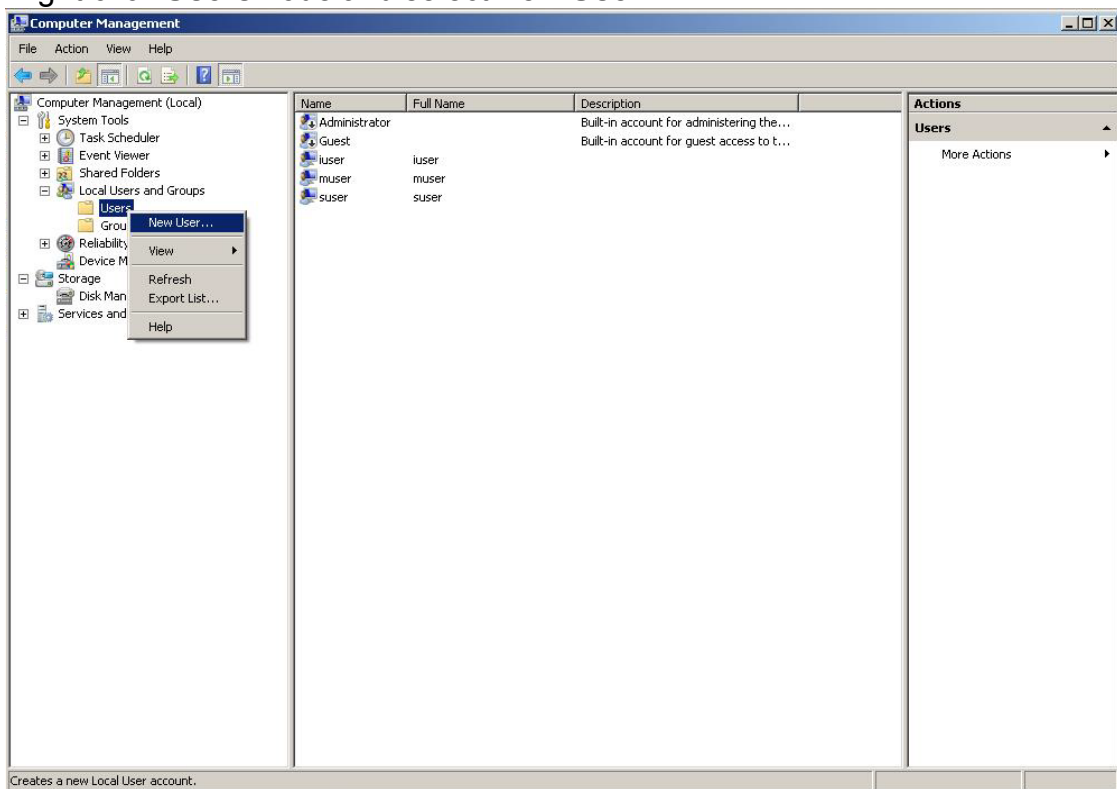 Computer Management
File Action View Help
Computer Management (Local)
System Tools
Task Scheduler
Event Viewer
Shared Folders
Local Users and Groups
Users
Grou
Reliability
Device M
Storage
Disk Man
Services and
New User...
View
Refresh
Export List...
Help
Name Full Name Description
Administrator Built-in account for administering the...
Guest Built-in account for guest access to t...
iuser iuser
muser muser
suser suser
Actions
Users
More Actions
Creates a new Local User account.